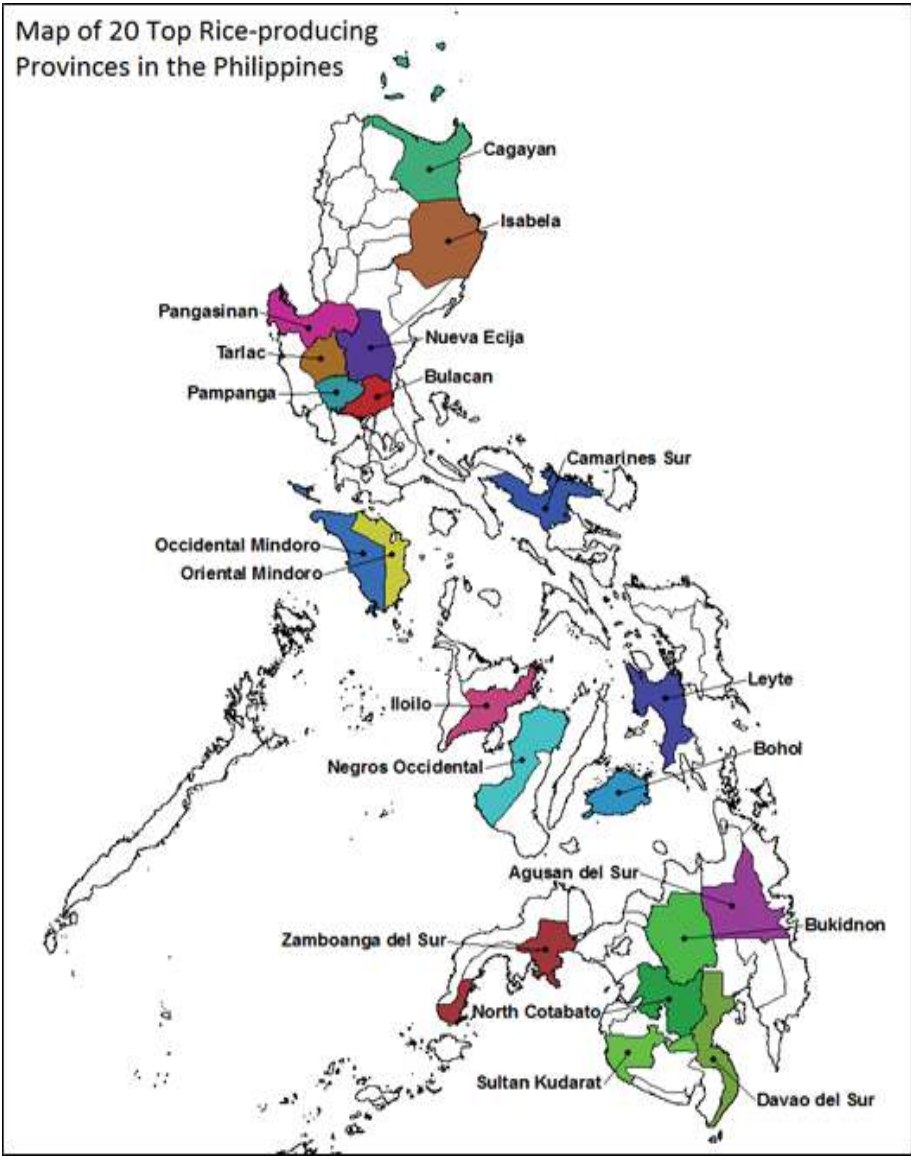 Map of 20 Top Rice-producing
Provinces in the Philippines
Cagayan
Isabela
Pangasinan
Nueva Ecija
Tarlac
Bulacan
Pampanga
Camarines Sur
Occidental Mindoro
Oriental Mindoro
Leyte
Iloilo
Bohol
Negros Occidental
Agusan del Sur
Bukidnon
Zamboanga del Sur
North Cotabato
Sultan Kudarat
Davao del Sur